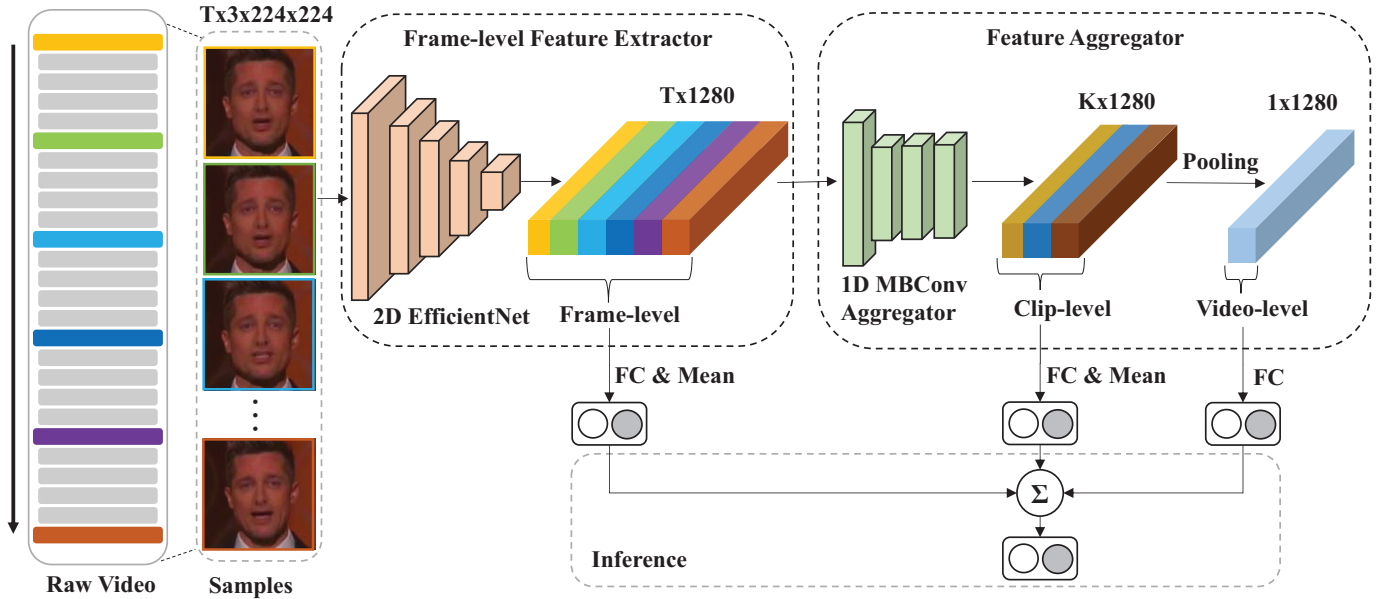 Tx3x224x224
Raw Video
Samples
Frame-level Feature Extractor
Tx1280
2D EfficientNet
Frame-level
Feature Aggregator
Kx1280
1x1280
Pooling
1D MBConv
Aggregator
Clip-level
Video-level
FC & Mean
FC & Mean
FC
Σ
Inference